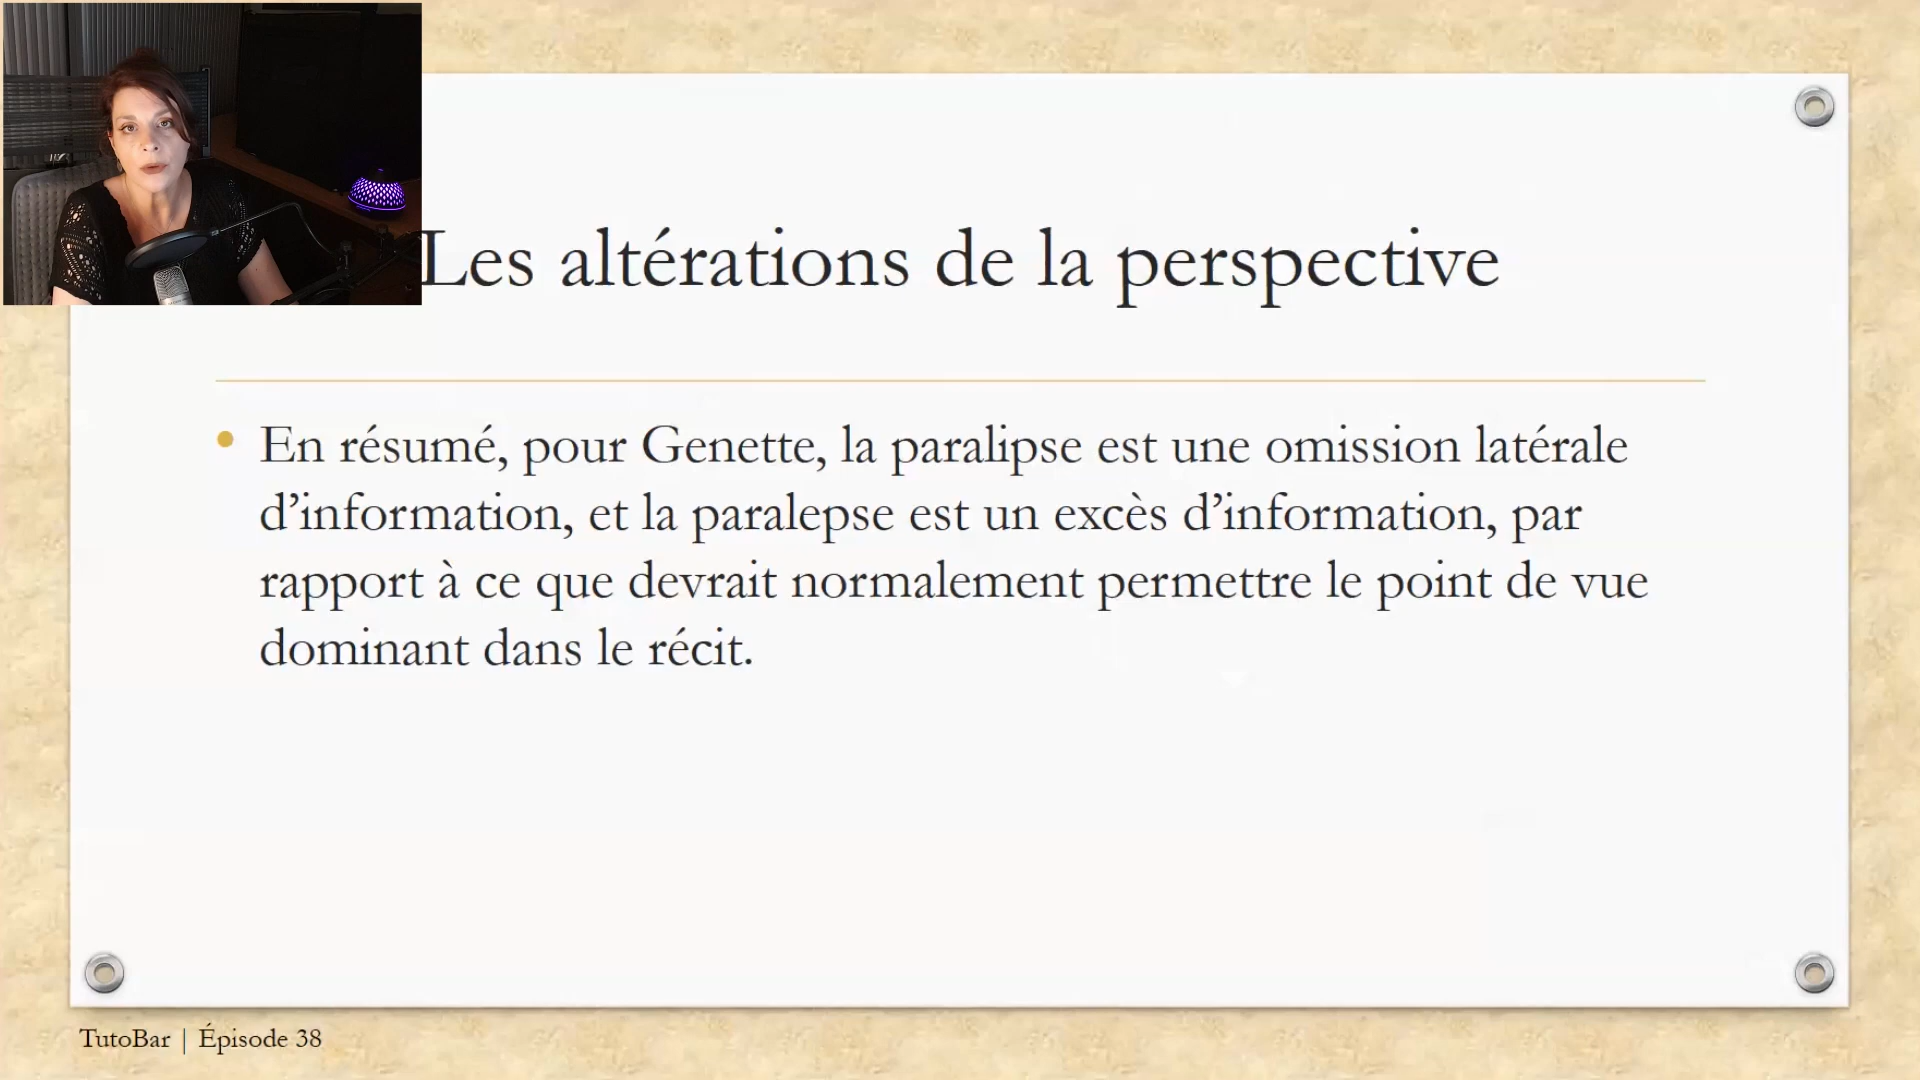 Les altérations de la perspective
En résumé, pour Genette, la paralipse est une omission latérale
d’information, et la paralepse est un excès d’information, par
rapport à ce que devrait normalement permettre le point de vue
dominant dans le récit.
TutoBar | Épisode 38